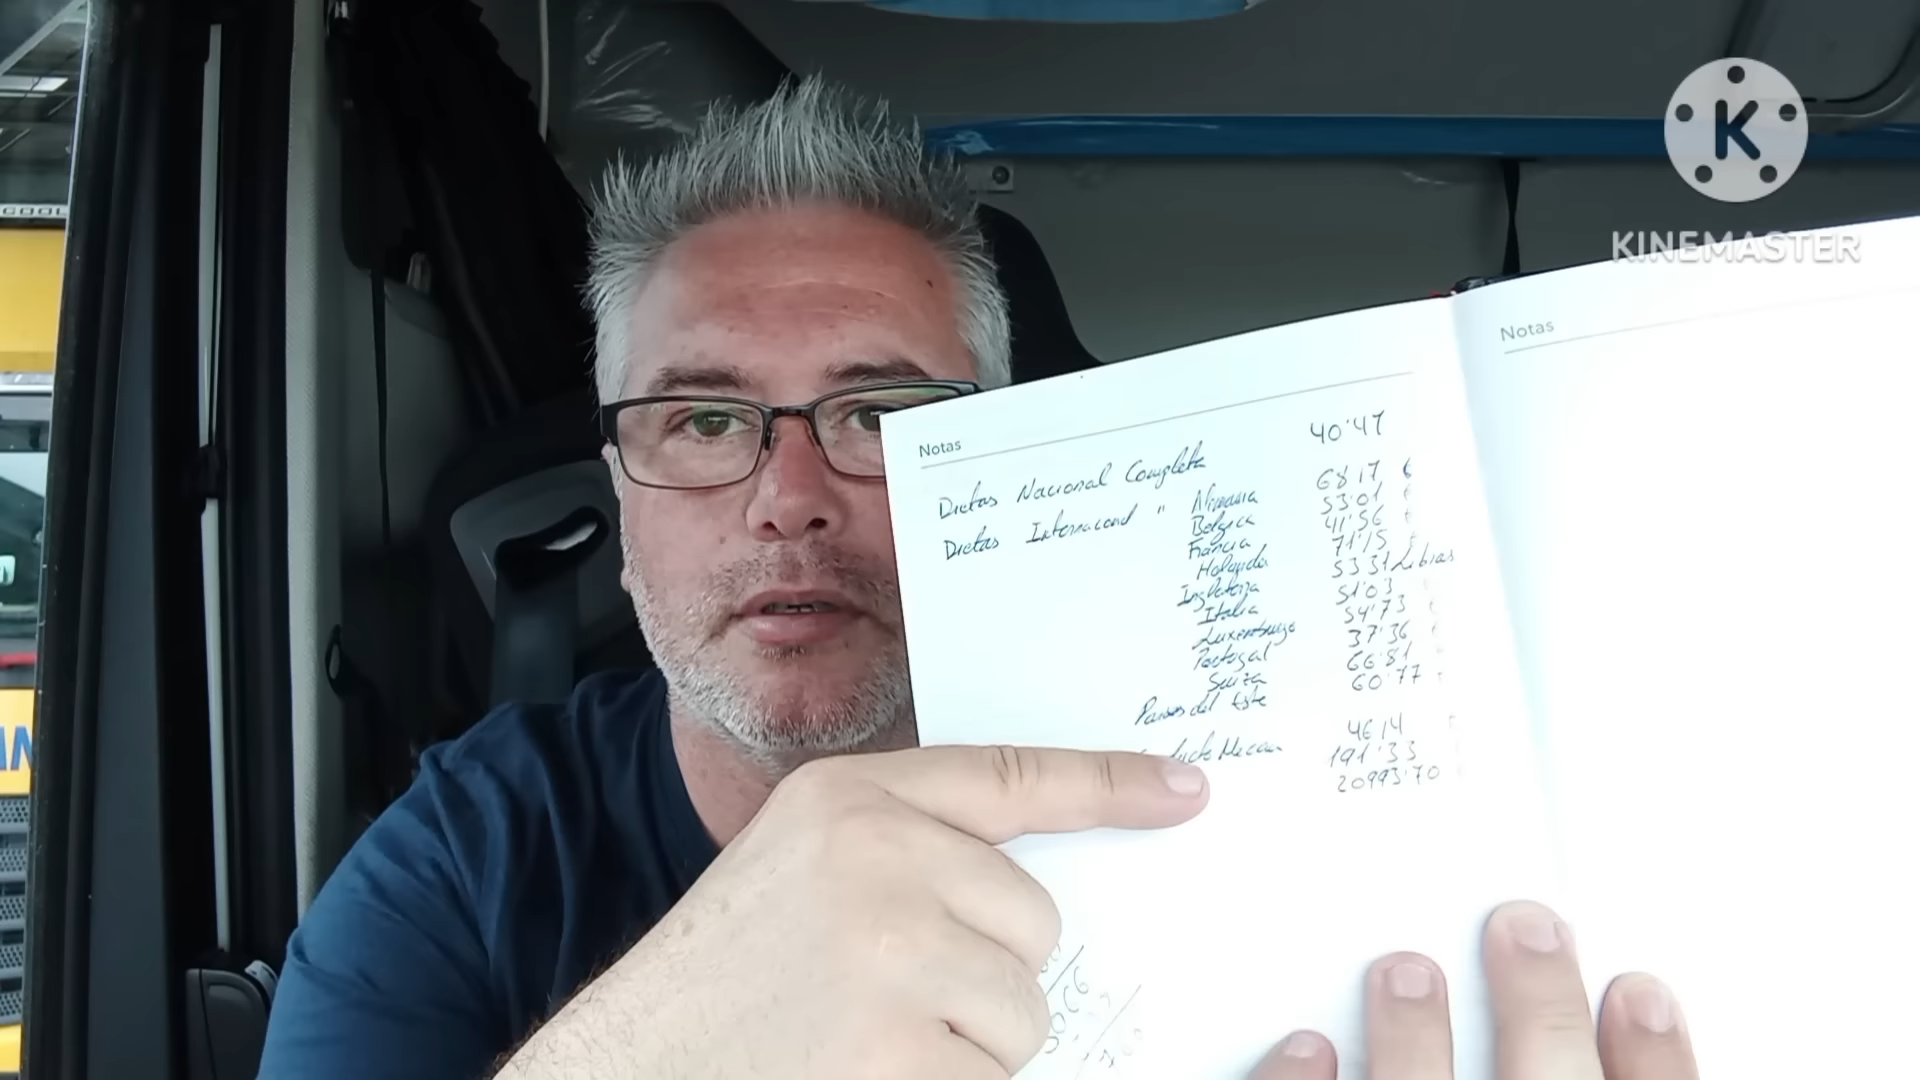 COOL
K
KINEMASTER
Notas
Notas
Dietas Nacional Completa 40'47
Dietas Internacional " Alemania 68'17 €
Belgica 53'01 €
Francia 41'56 €
Holanda 71'15 €
Inglaterra 53'31 Libras
Italia 51'03
Luxemburgo 54'73
Portugal 37'36
Suiza 66'81
Paises del Este 60'77
46'14
191'33
20993'70